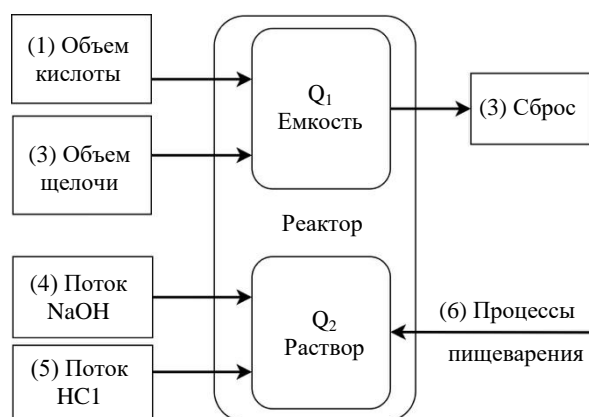 (1) Объем
кислоты
(3) Объем
щелочи
Q1
Емкость
(3) Сброс
Реактор
(4) Поток
NaOH
(5) Поток
HC1
Q2
Раствор
(6) Процессы
пищеварения